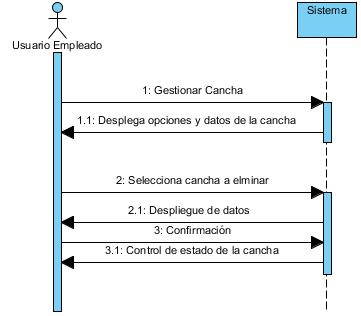 Sistema
Usuario Empleado
1: Gestionar Cancha
1.1: Desplega opciones y datos de la cancha
2: Selecciona cancha a elminar
2.1: Despliegue de datos
3: Confirmación
3.1: Control de estado de la cancha